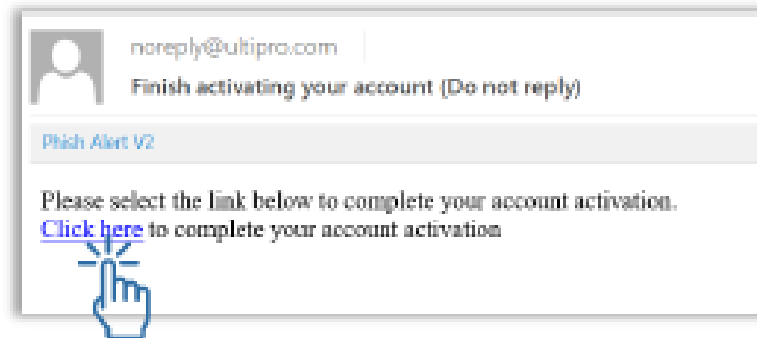 noreply@ultipro.com
Finish activating your account (Do not reply)
Phish Alert V2
Please select the link below to complete your account activation.
Click here to complete your account activation